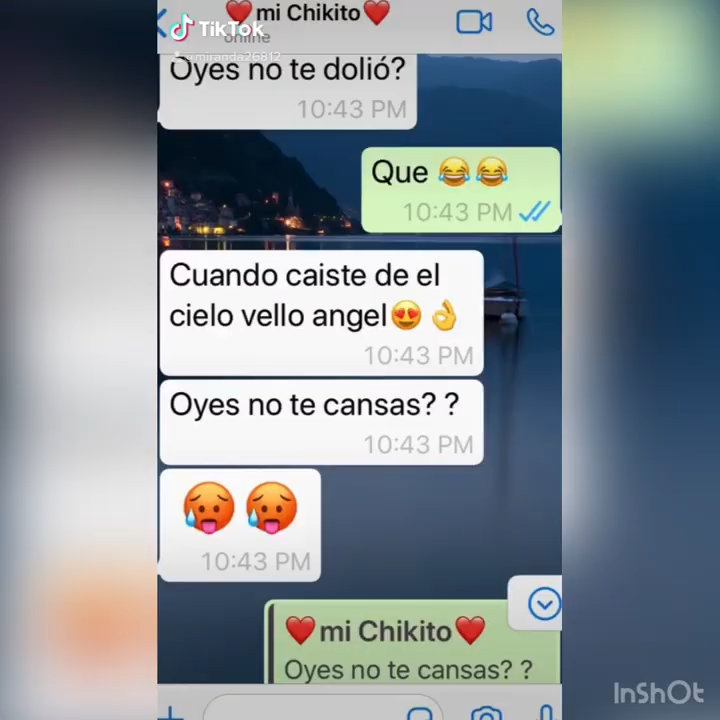 ❤️mi Chikito❤️
TikTok
online
@miranda26812
Oyes no te dolió?
10:43 PM
Que 😂😂
10:43 PM
Cuando caiste de el
cielo vello angel😍👌
10:43 PM
Oyes no te cansas? ?
10:43 PM
🥵🥵
10:43 PM
❤️mi Chikito❤️
Oyes no te cansas? ?
InShOt